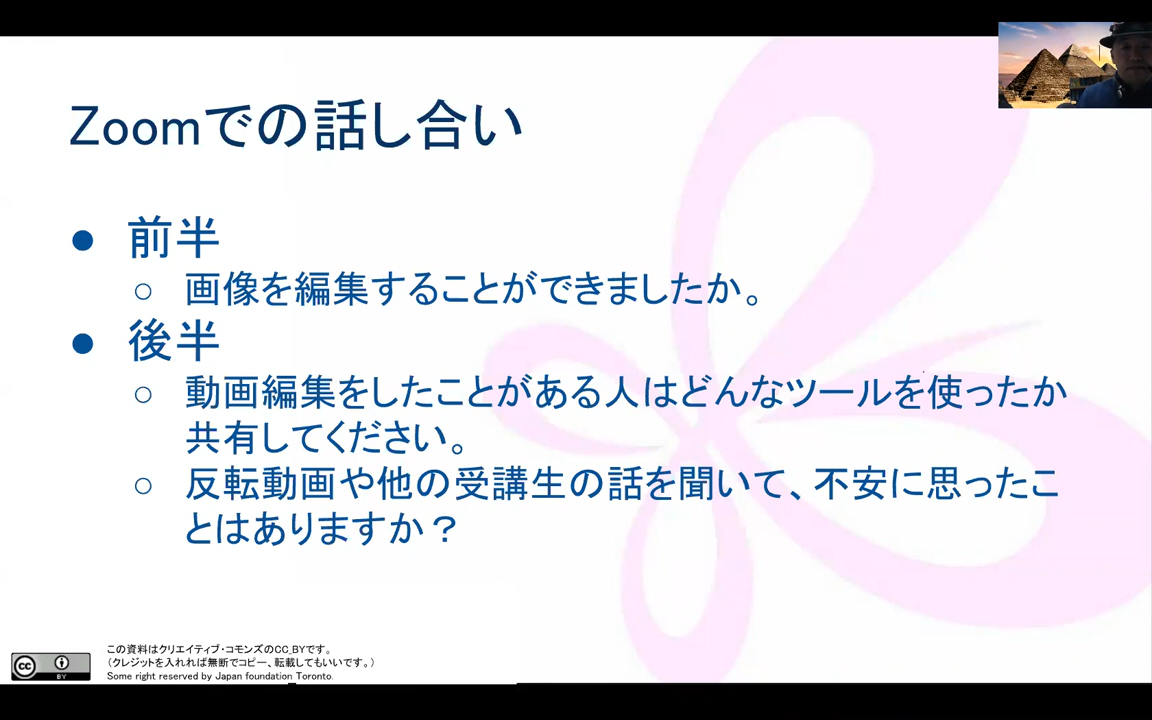 Zoomでの話し合い
● 前半
○ 画像を編集することができましたか。
● 後半
○ 動画編集をしたことがある人はどんなツールを使ったか
共有してください。
○ 反転動画や他の受講生の話を聞いて、不安に思ったこ
とはありますか？
この資料はクリエイティブ・コモンズのCC_BYです。
（クレジットを入れれば無断でコピー、転載してもいいです。）
Some right reserved by Japan foundation Toronto.
cc BY